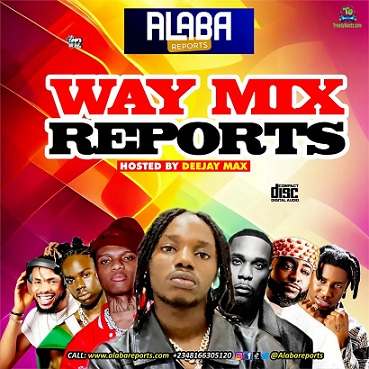 ALABA
REPORTS
WAY MIX
REPORTS
HOSTED BY DEEJAY MAX
COMPACT
disc
DIGITAL AUDIO
CALL: www.alabareports.com +2348166305120 @Alabareports